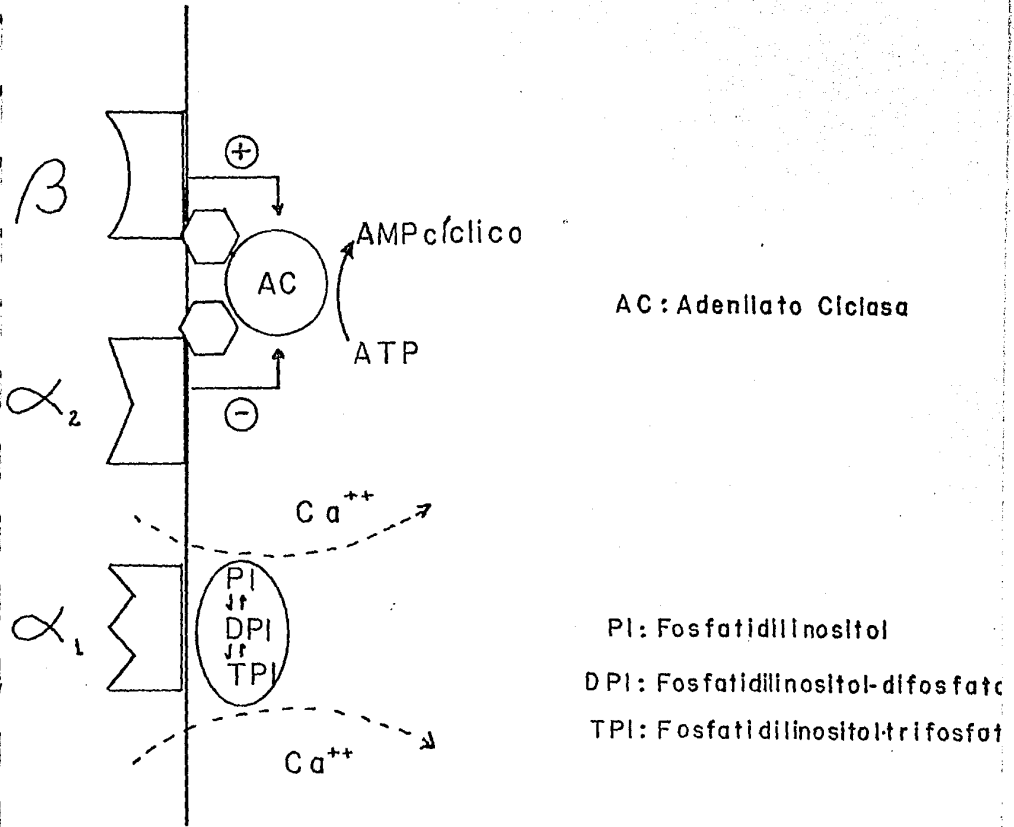 β
⊕
AMPcíclico
AC
AC: Adenilato Ciclasa
ATP
α₂
⊖
Ca⁺⁺
PI
↓↑
α₁
DPI
↓↑
TPI
PI: Fosfatidilinositol
DPI: Fosfatidilinositol-difosfato
TPI: Fosfatidilinositol-trifosfat
Ca⁺⁺